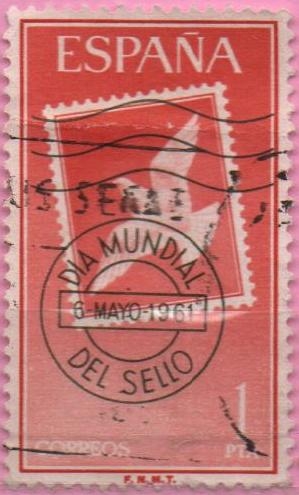 ESPAÑA
DIA MUNDIAL
6-MAYO-1961
DEL SELLO
1
CORREOS
PTA
F.N.M.T.